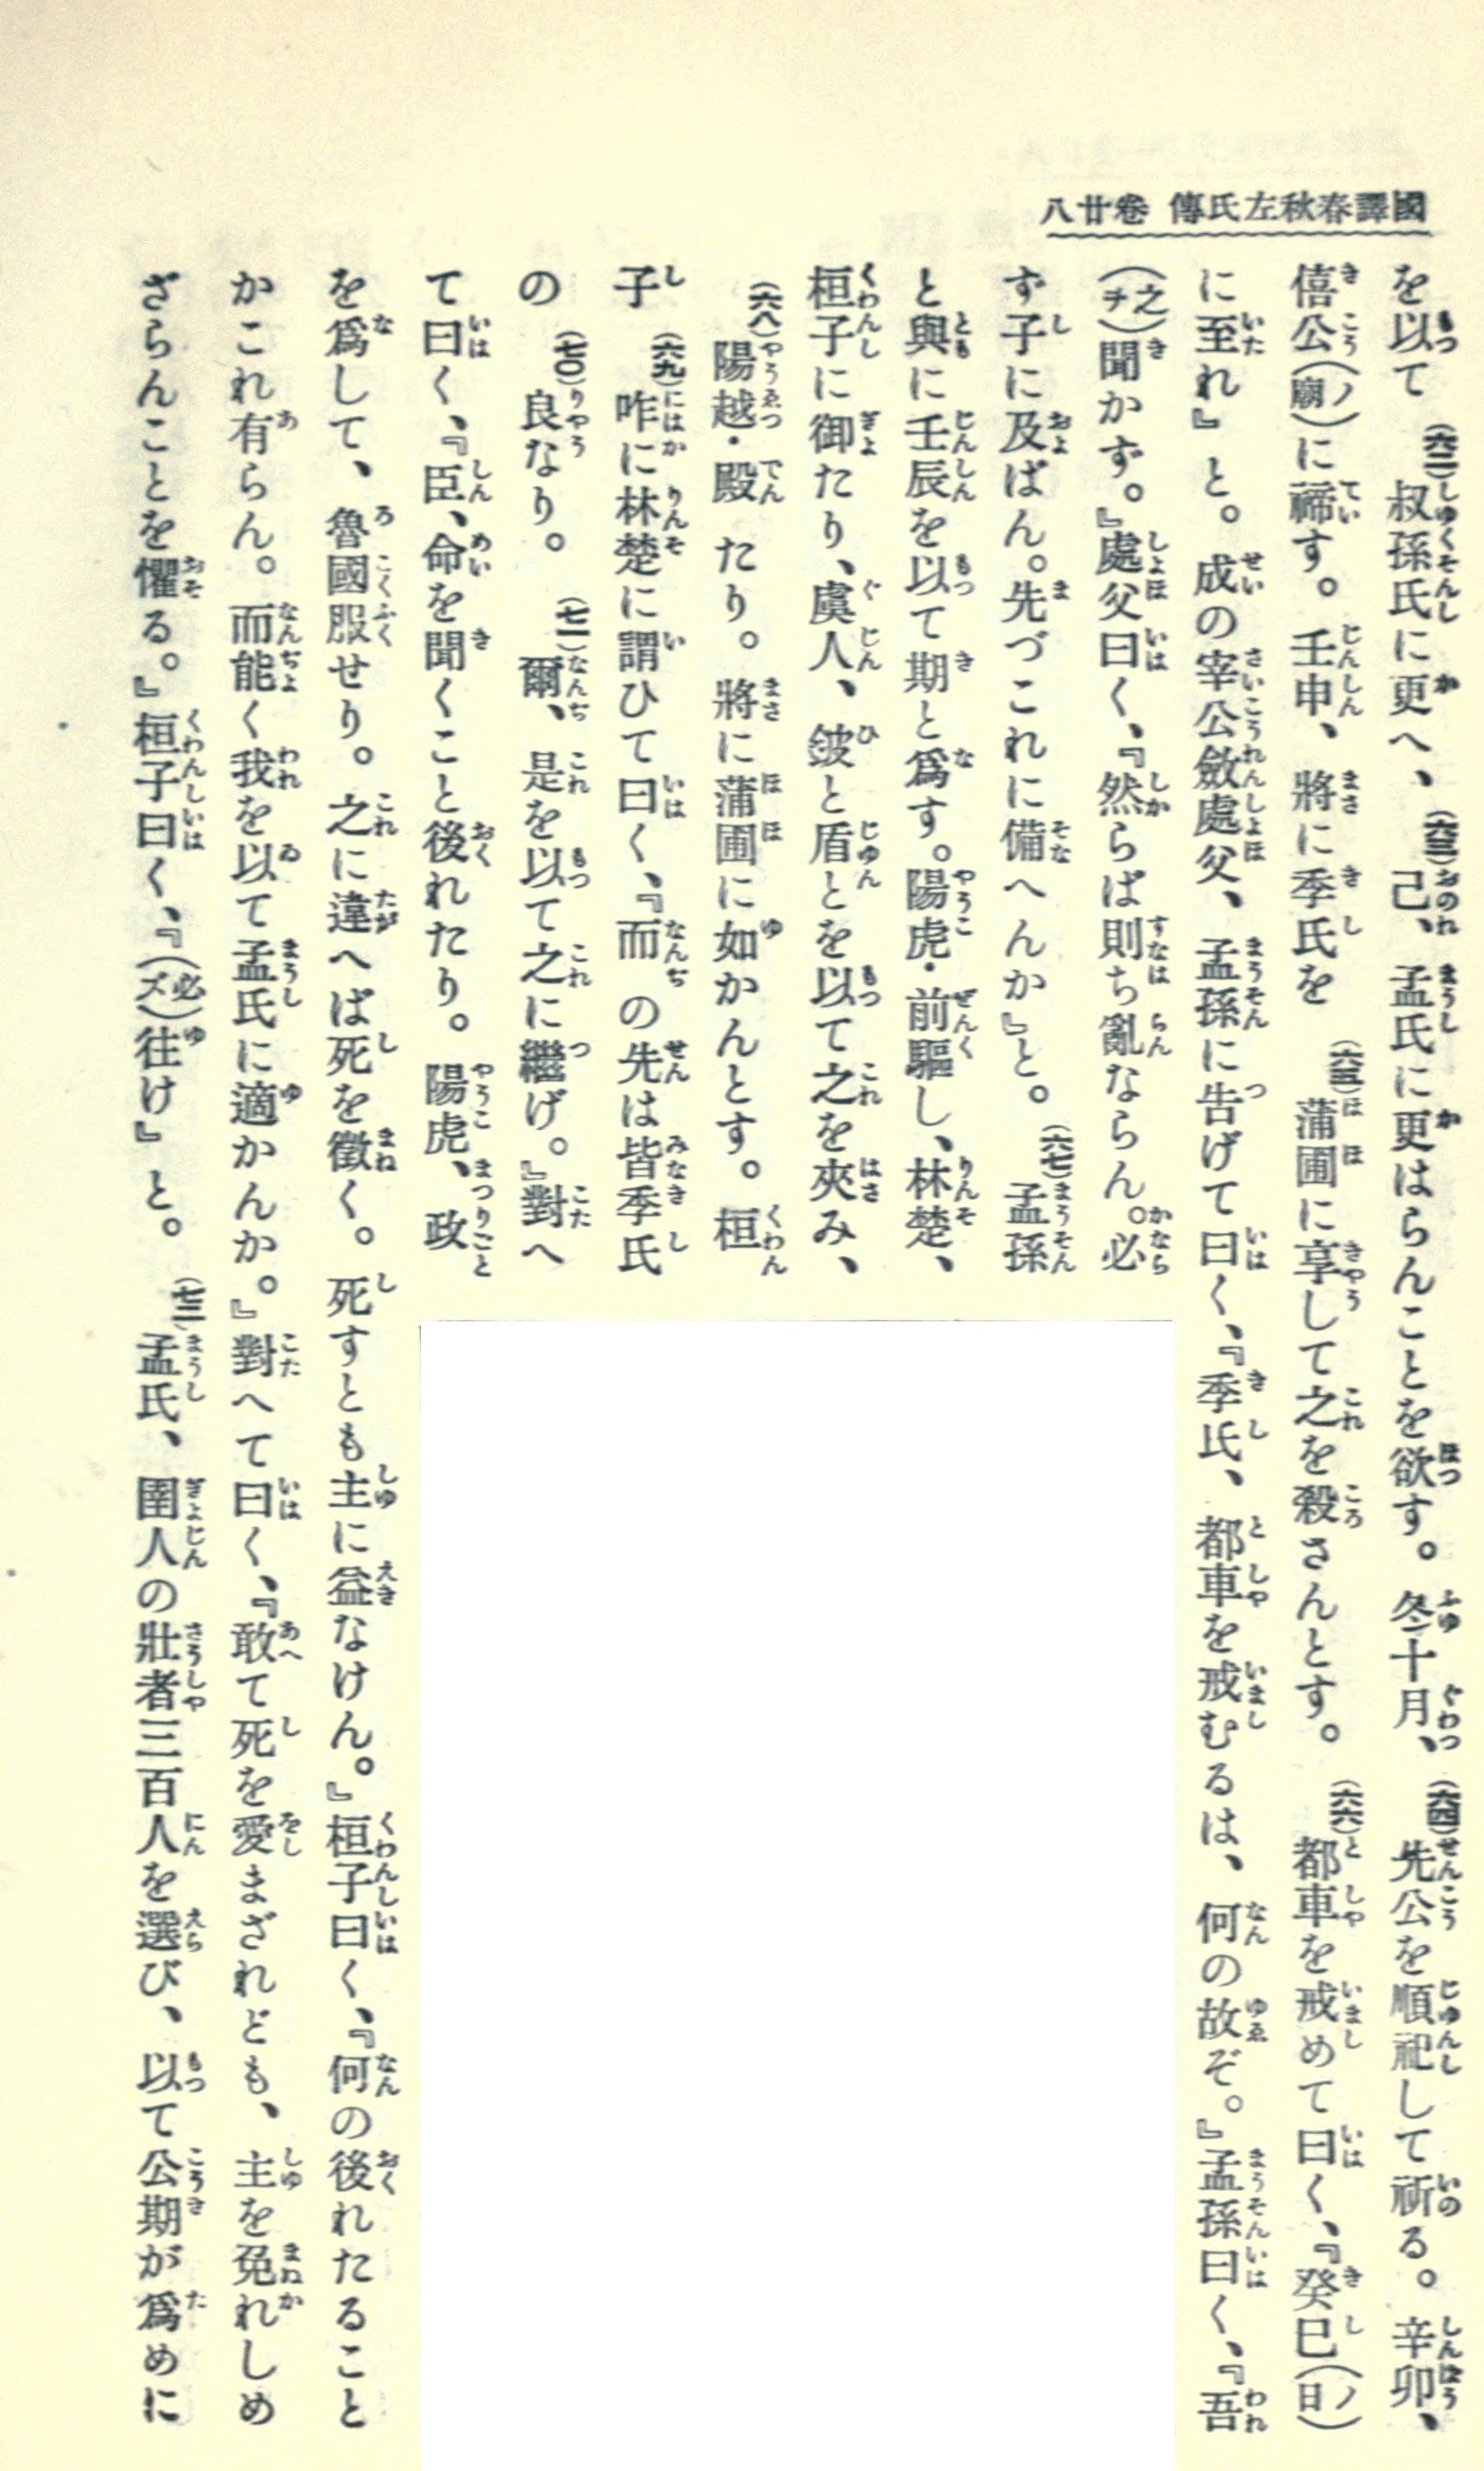 國譯春秋左氏傳 卷廿八
を以て(六二)叔孫氏に更へ、(六三)己、孟氏に更はらんことを欲す。冬十月、(六四)先公を順祀して祈る。辛卯、
僖公(ノ廟)に禘す。壬申、將に季氏を(六五)蒲圃に享して之を殺さんとす。(六六)都車を戒めて曰く、『癸巳(ノ日)
に至れ』と。成の宰公斂處父、孟孫に告げて曰く、『季氏、都車を戒むるは、何の故ぞ。』孟孫曰く、『吾
(之ヲ)聞かず。』處父曰く、『然らば則ち亂ならん。必
ず子に及ばん。先づこれに備へんか』と。(六七)孟孫
と與に壬辰を以て期と爲す。陽虎・前驅し、林楚、
桓子に御たり、虞人、鈹と盾とを以て之を夾み、
(六八)陽越・殿たり。將に蒲圃に如かんとす。桓
子(六九)咋に林楚に謂ひて曰く、『而の先は皆季氏
の(七〇)良なり。(七一)爾、是を以て之に繼げ。』對へ
て曰く、『臣、命を聞くこと後れたり。陽虎、政
を爲して、魯國服せり。之に違へば死を徵く。死すとも主に益なけん。』桓子曰く、『何の後れたること
かこれ有らん。而能く我を以て孟氏に適かんか。』對へて曰く、『敢て死を愛まざれども、主を免れしめ
ざらんことを懼る。』桓子曰く、『(必ズ)往け』と。(七二)孟氏、圉人の壯者三百人を選び、以て公期が爲めに